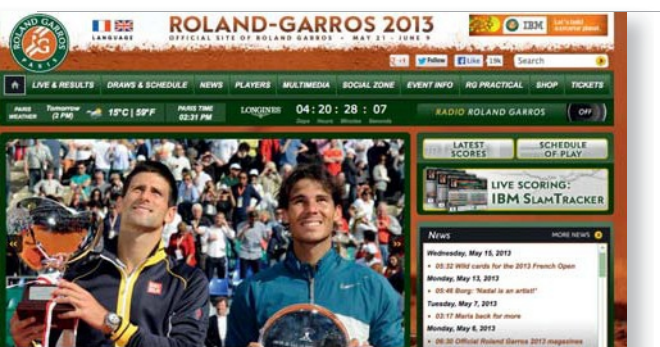 ROLAND GARROS
PARIS
LANGUAGE
ROLAND-GARROS 2013
OFFICIAL SITE OF ROLAND GARROS • MAY 21 - JUNE 9
IBM
Let's build a smarter planet.
+1
Follow
Like
19k
Search
LIVE & RESULTS DRAWS & SCHEDULE NEWS PLAYERS MULTIMEDIA SOCIAL ZONE EVENT INFO RG PRACTICAL SHOP TICKETS
PARIS WEATHER
Tomorrow (2 PM)
15°C | 59°F
PARIS TIME
02:31 PM
LONGINES
04 : 20 : 28 : 07
Days Hours Minutes Seconds
RADIO ROLAND GARROS
OFF
LATEST SCORES
SCHEDULE OF PLAY
LIVE SCORING:
IBM SLAMTRACKER
News
MORE NEWS
Wednesday, May 15, 2013
• 05:32 Wild cards for the 2013 French Open
Monday, May 13, 2013
• 05:46 Borg: "Nadal is an artist!"
Tuesday, May 7, 2013
• 03:17 Maria back for more
Monday, May 6, 2013
• 06:30 Official Roland Garros 2013 magazines